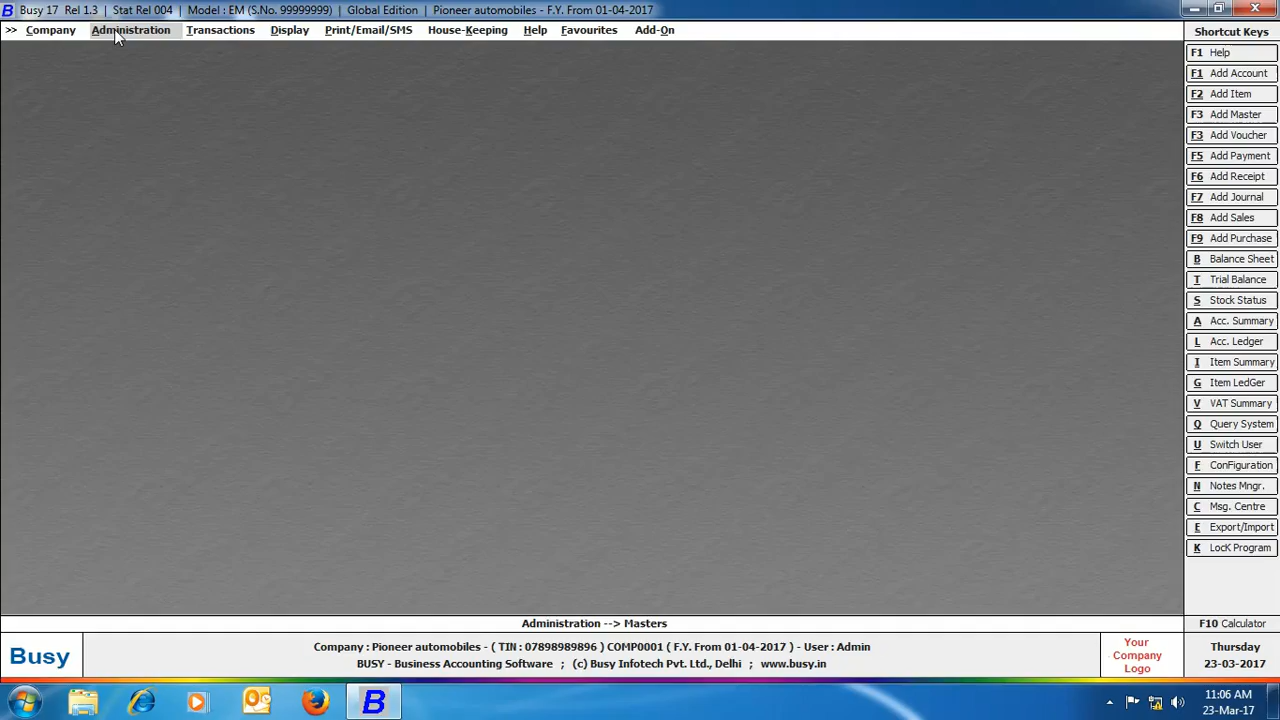 B Busy 17 Rel 1.3 | Stat Rel 004 | Model : EM (S.No. 99999999) | Global Edition | Pioneer automobiles - F.Y. From 01-04-2017
>> Company Administration Transactions Display Print/Email/SMS House-Keeping Help Favourites Add-On
Shortcut Keys
F1 Help
F1 Add Account
F2 Add Item
F3 Add Master
F3 Add Voucher
F5 Add Payment
F6 Add Receipt
F7 Add Journal
F8 Add Sales
F9 Add Purchase
B Balance Sheet
T Trial Balance
S Stock Status
A Acc. Summary
L Acc. Ledger
I Item Summary
G Item LedGer
V VAT Summary
Q Query System
U Switch User
F ConFiguration
N Notes Mngr.
C Msg. Centre
E Export/Import
K LocK Program
Administration --> Masters
F10 Calculator
Busy
Company : Pioneer automobiles - ( TIN : 07898989896 ) COMP0001 ( F.Y. From 01-04-2017 ) - User : Admin
BUSY - Business Accounting Software ; (c) Busy Infotech Pvt. Ltd., Delhi ; www.busy.in
Your
Company
Logo
Thursday
23-03-2017
B
11:06 AM
23-Mar-17